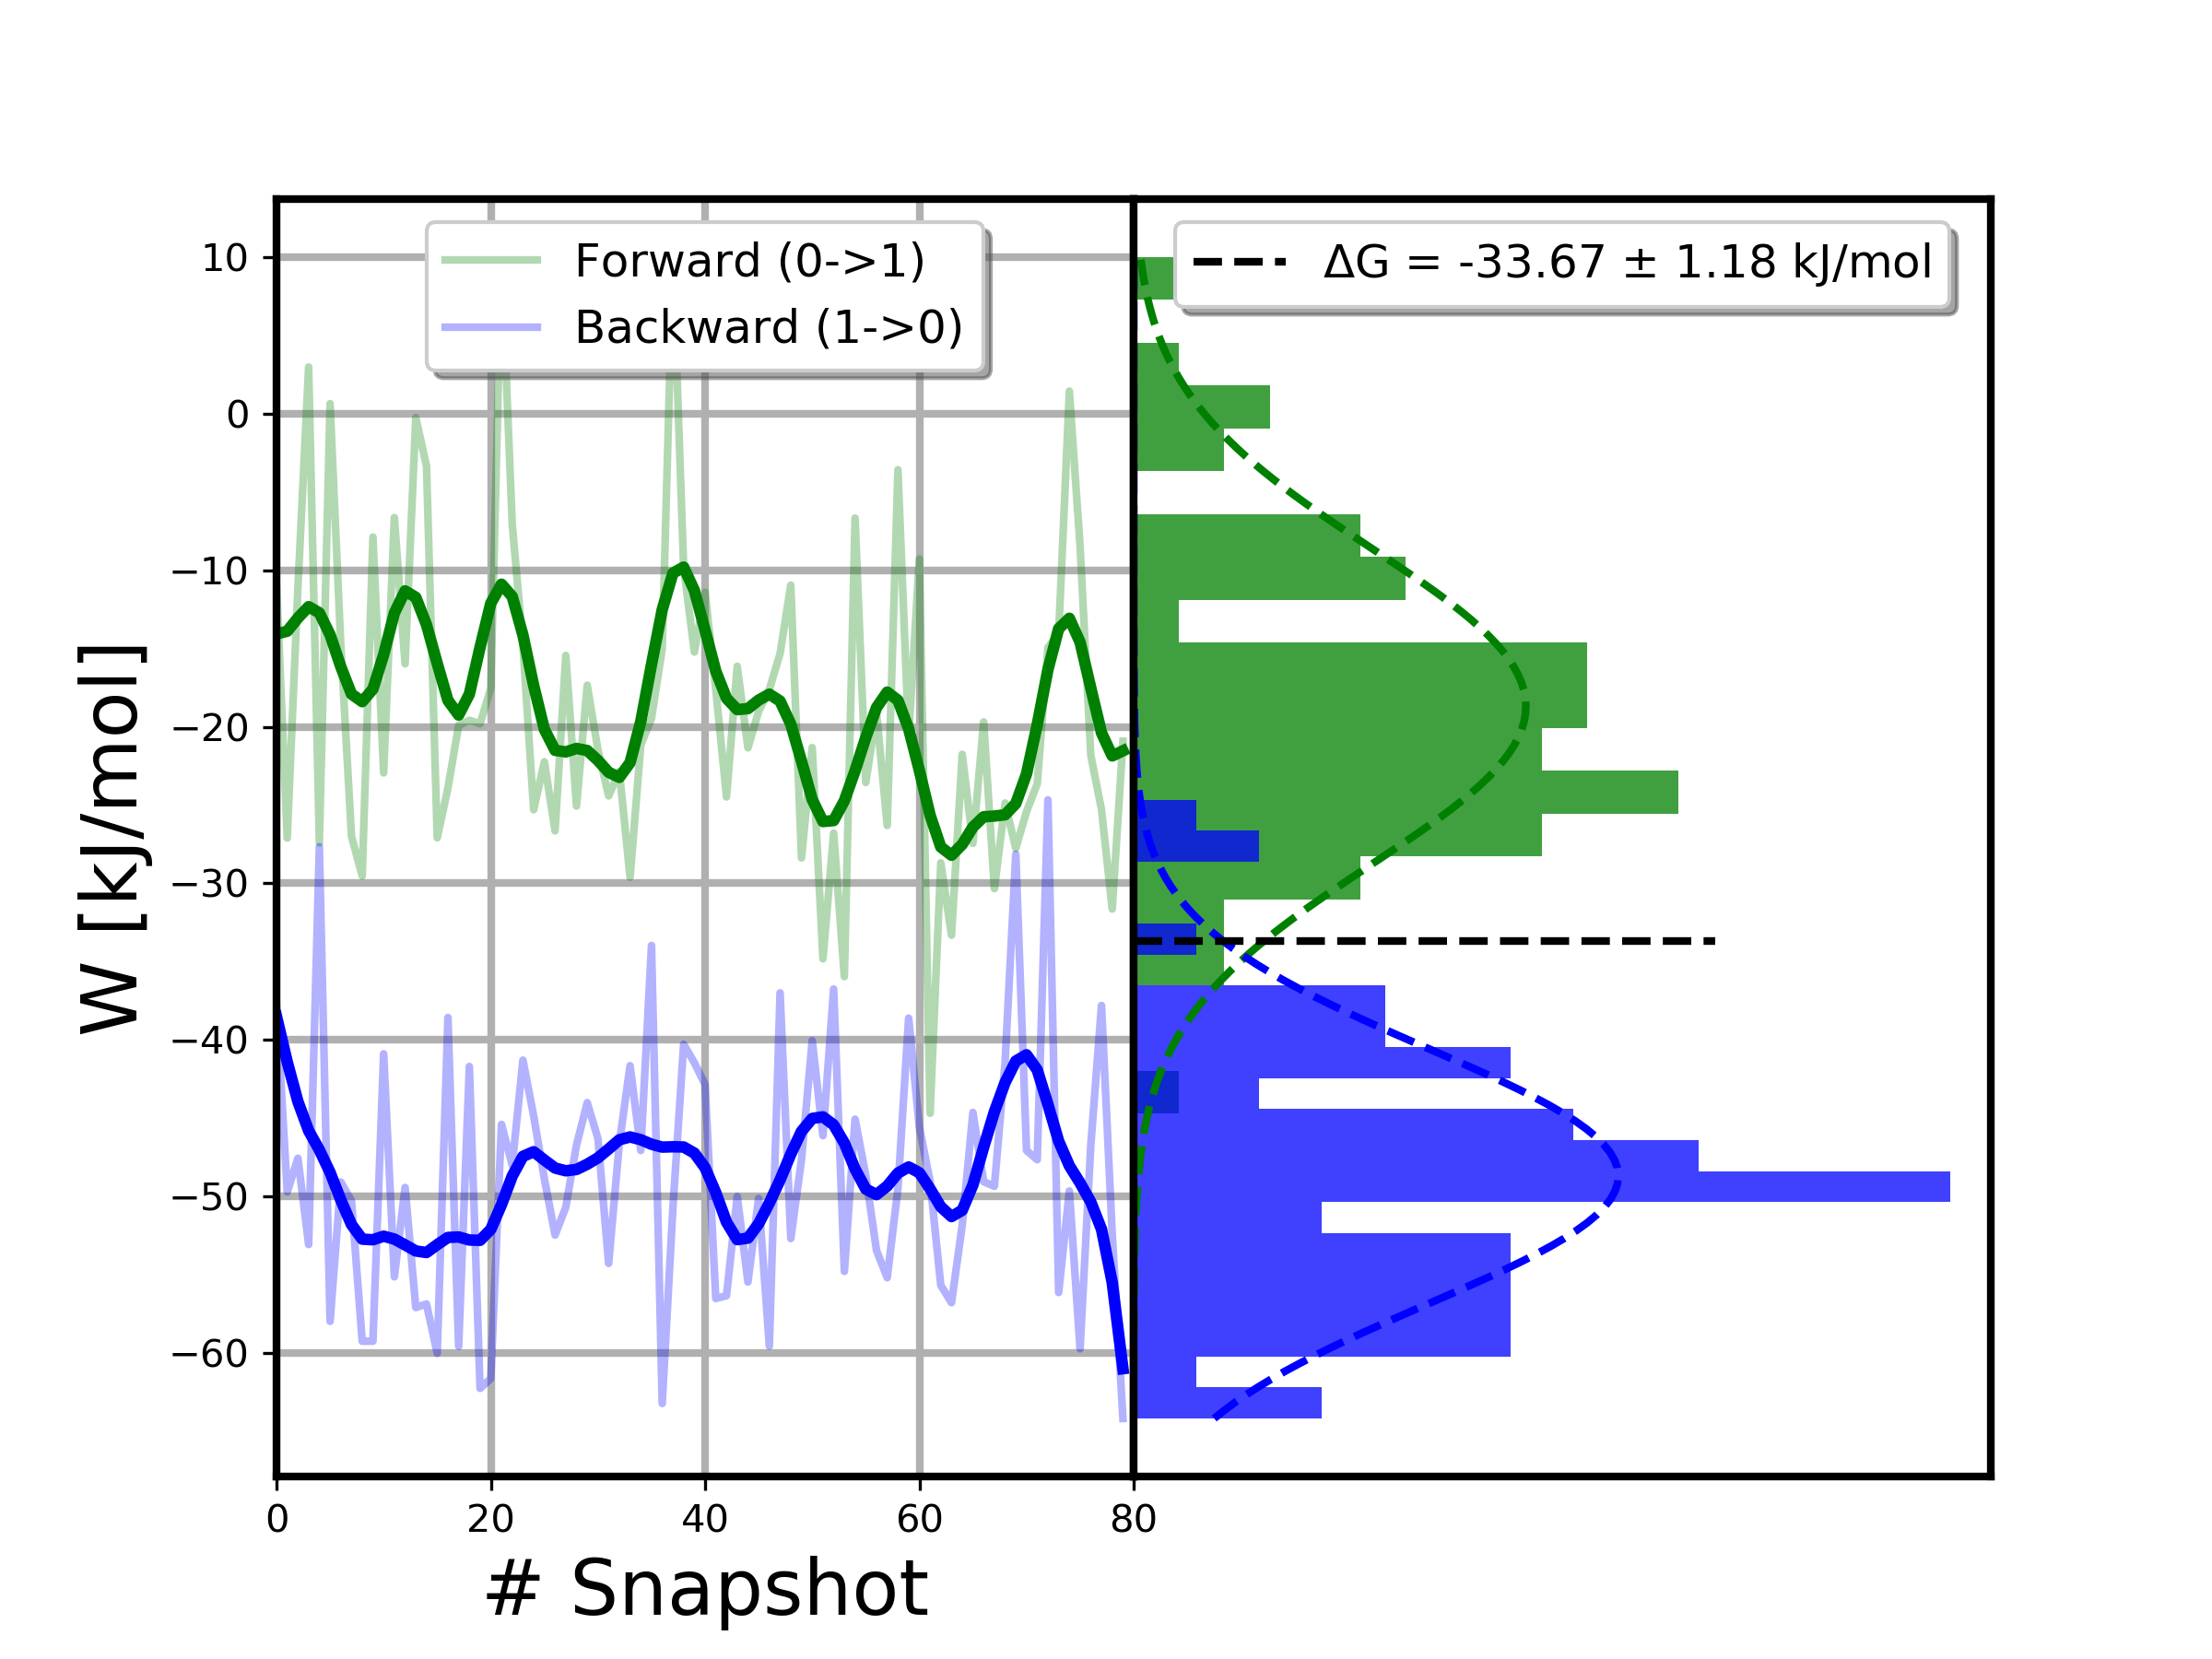 Forward (0->1)
Backward (1->0)
ΔG = -33.67 ± 1.18 kJ/mol
10
0
−10
−20
−30
−40
−50
−60
W [kJ/mol]
0
20
40
60
80
# Snapshot